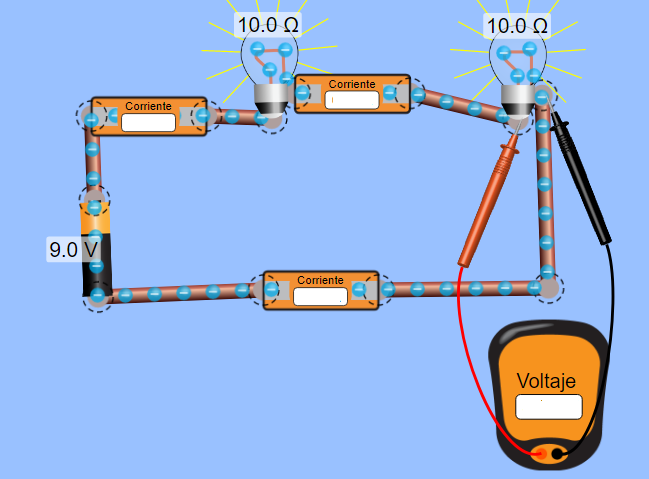 10.0 Ω
10.0 Ω
Corriente
Corriente
9.0 V
Corriente
Voltaje